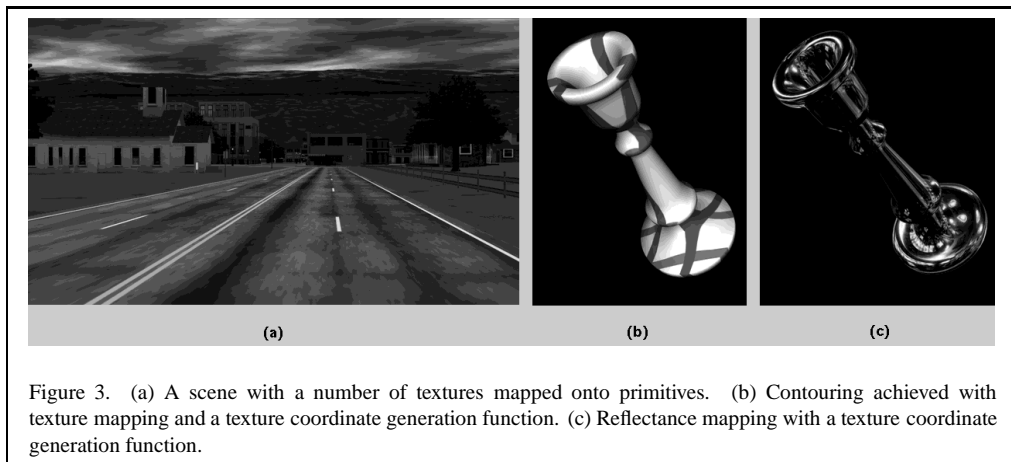 (a)
(b)
(c)
Figure 3. (a) A scene with a number of textures mapped onto primitives. (b) Contouring achieved with
texture mapping and a texture coordinate generation function. (c) Reflectance mapping with a texture coordinate
generation function.